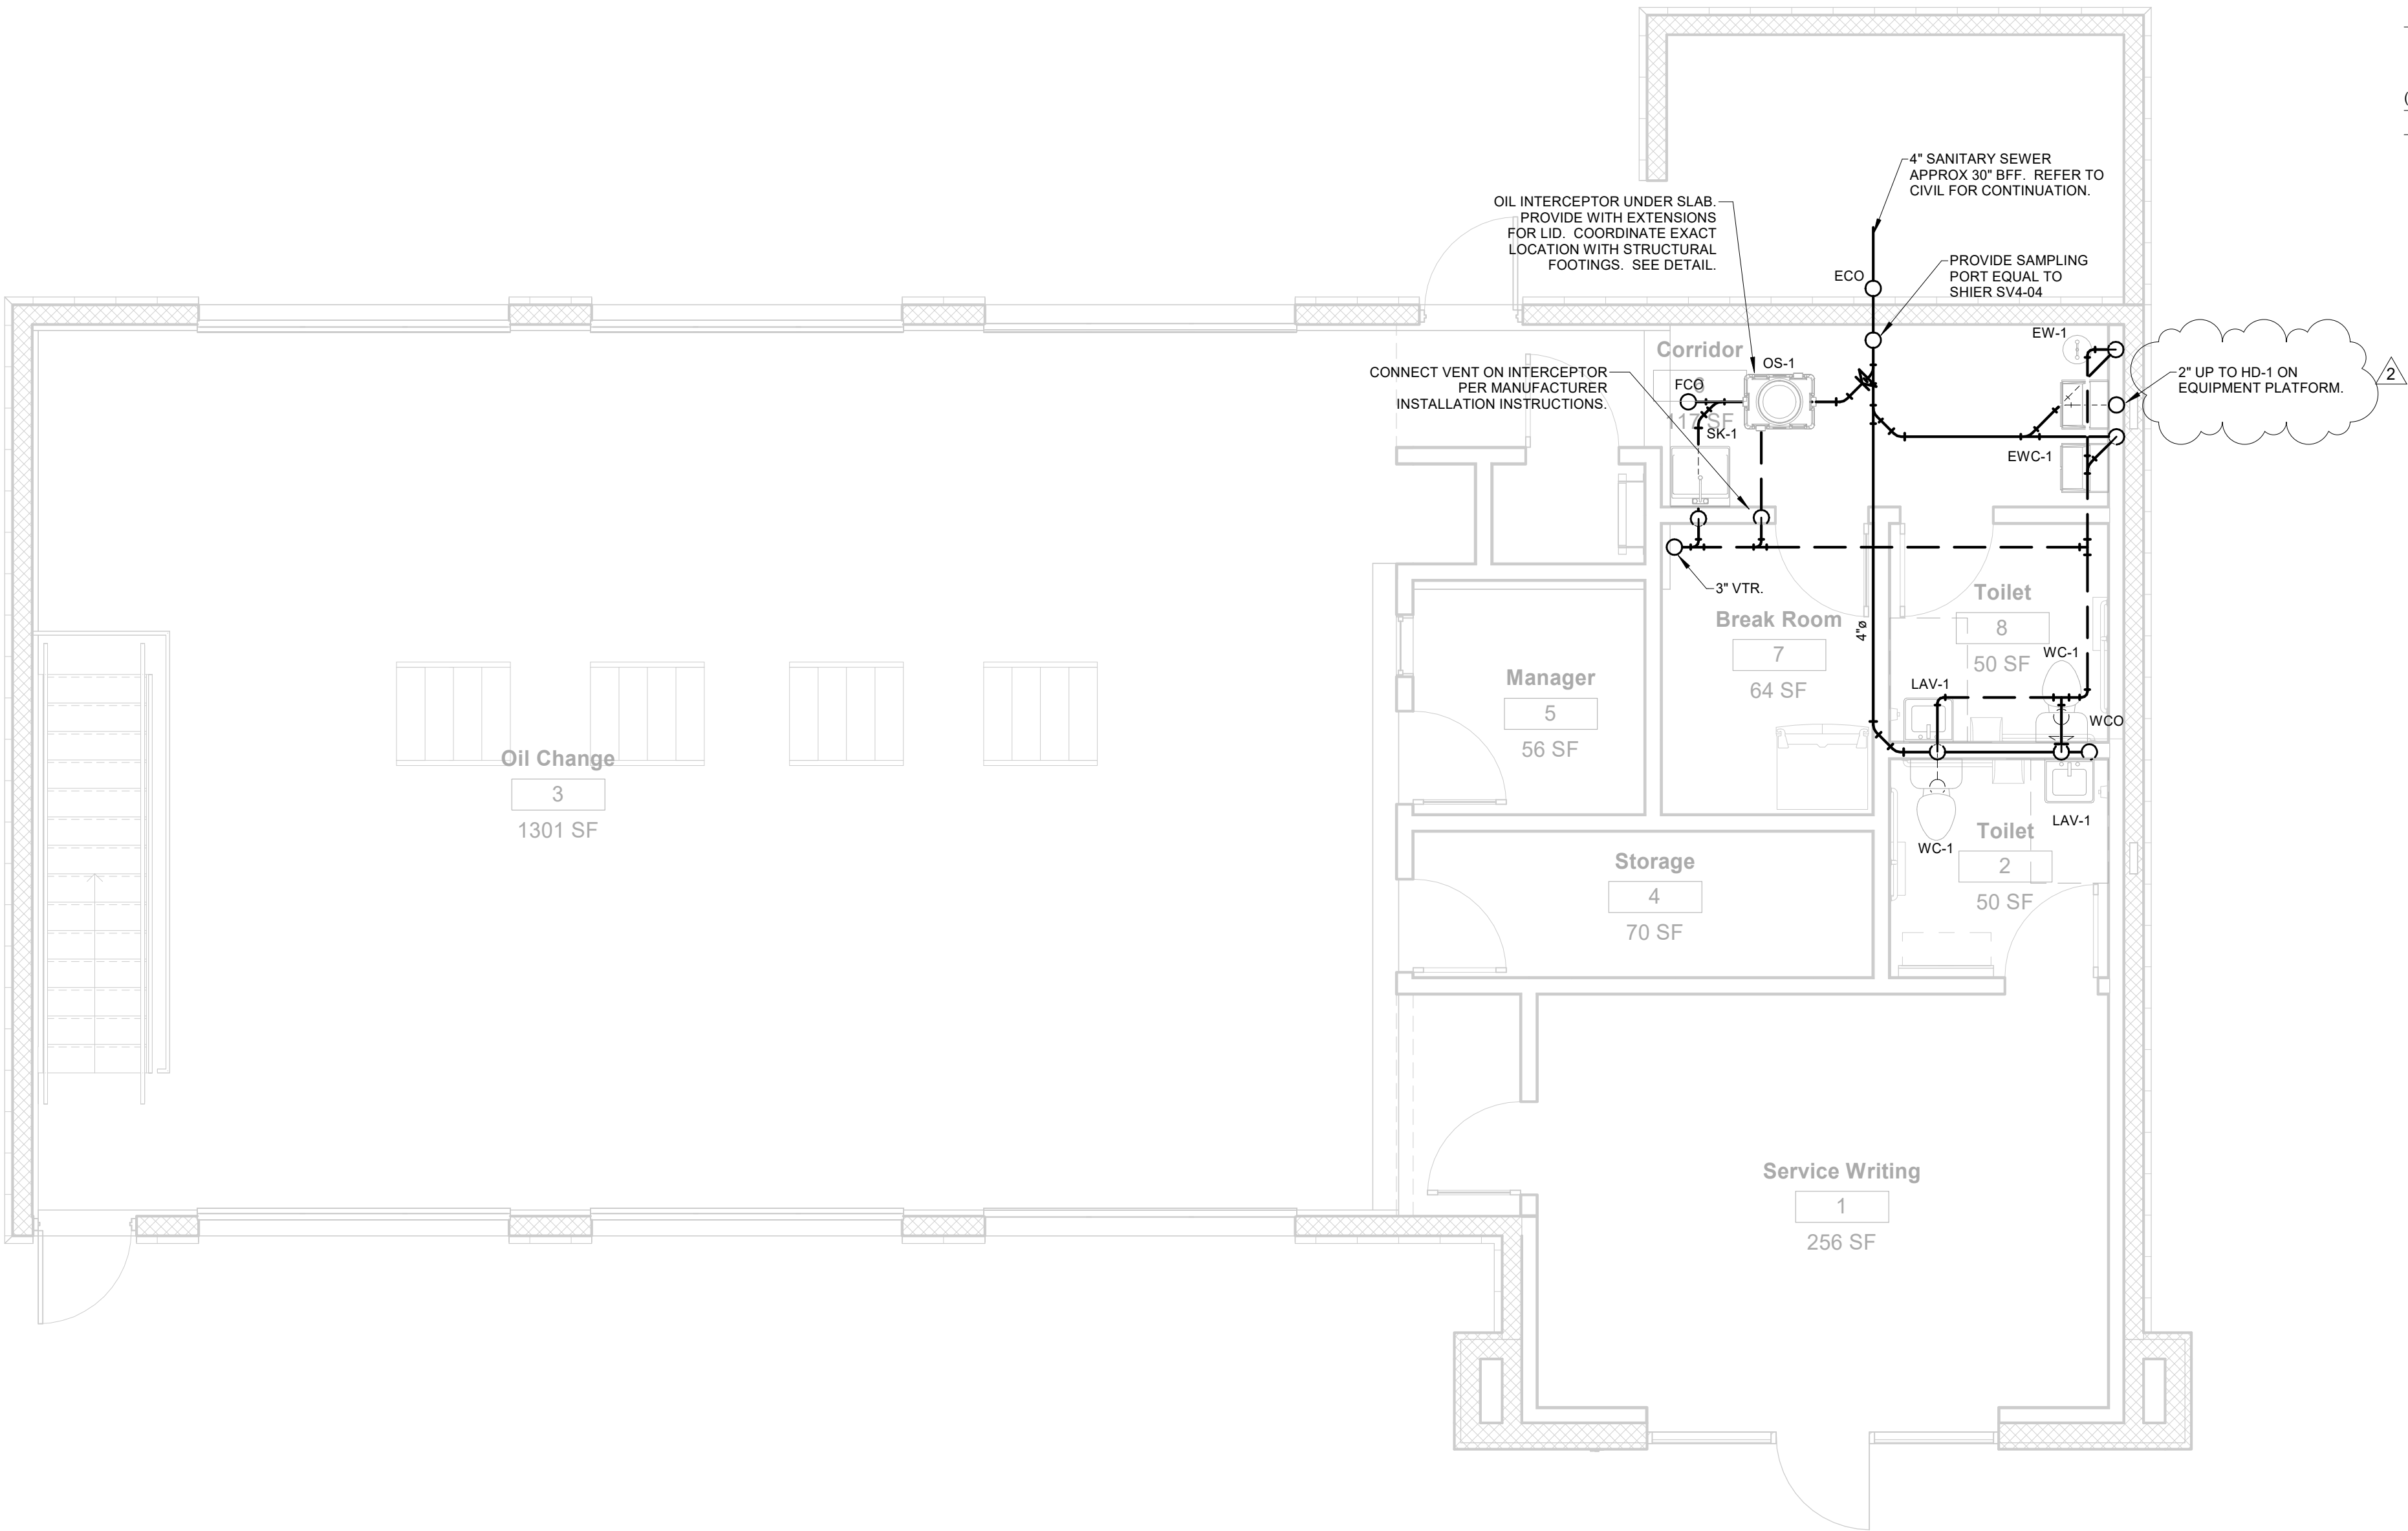 4" SANITARY SEWER
APPROX 30" BFF.  REFER TO
CIVIL FOR CONTINUATION.
OIL INTERCEPTOR UNDER SLAB.
PROVIDE WITH EXTENSIONS
FOR LID.  COORDINATE EXACT
LOCATION WITH STRUCTURAL
FOOTINGS.  SEE DETAIL.
ECO
PROVIDE SAMPLING
PORT EQUAL TO
SHIER SV4-04
EW-1
Corridor
OS-1
CONNECT VENT ON INTERCEPTOR
PER MANUFACTURER
INSTALLATION INSTRUCTIONS.
FCO
6
117 SF
SK-1
2" UP TO HD-1 ON
EQUIPMENT PLATFORM.
2
EWC-1
3" VTR.
Break Room
7
64 SF
4"ø
Toilet
8
50 SF
WC-1
LAV-1
WCO
Manager
5
56 SF
Oil Change
3
1301 SF
LAV-1
WC-1
Toilet
2
50 SF
Storage
4
70 SF
Service Writing
1
256 SF